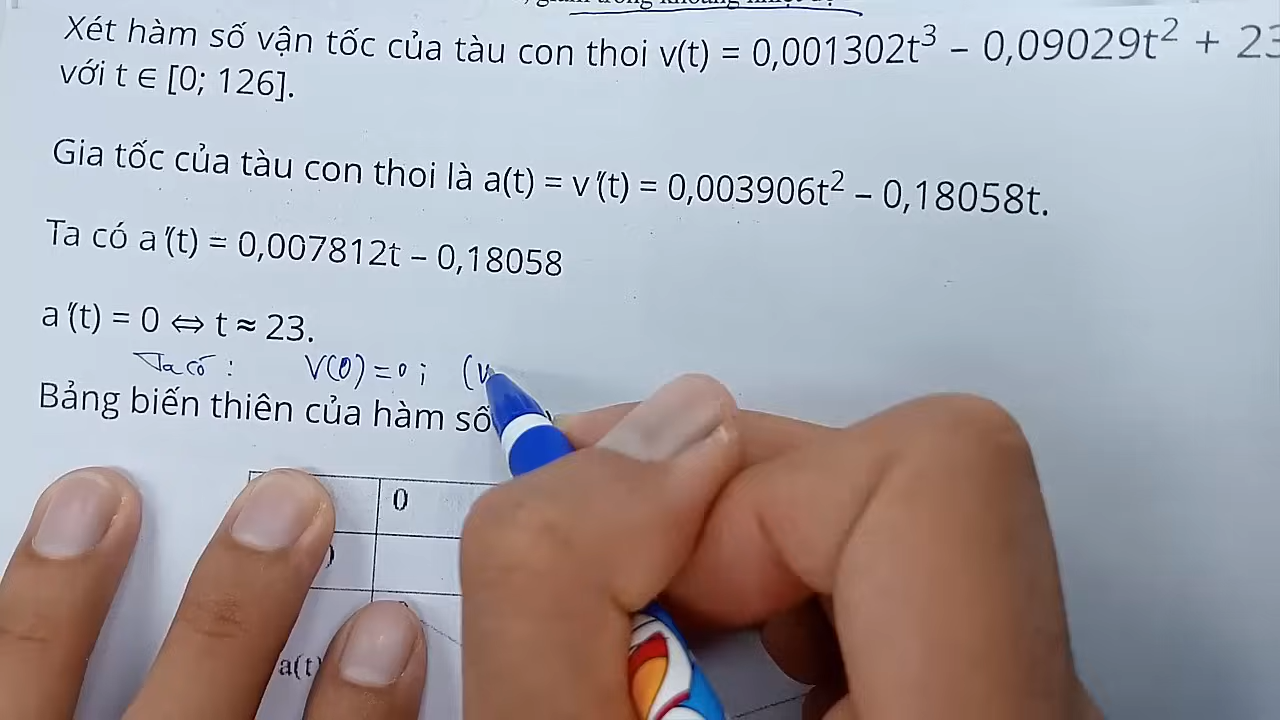 Xét hàm số vận tốc của tàu con thoi v(t) = 0,001302t³ – 0,09029t² + 23
với t ∈ [0; 126].
Gia tốc của tàu con thoi là a(t) = v'(t) = 0,003906t² – 0,18058t.
Ta có a'(t) = 0,007812t – 0,18058
a'(t) = 0 ⇔ t ≈ 23.
Ta có : V(0) = 0 ; (v
Bảng biến thiên của hàm số
0
a(t)